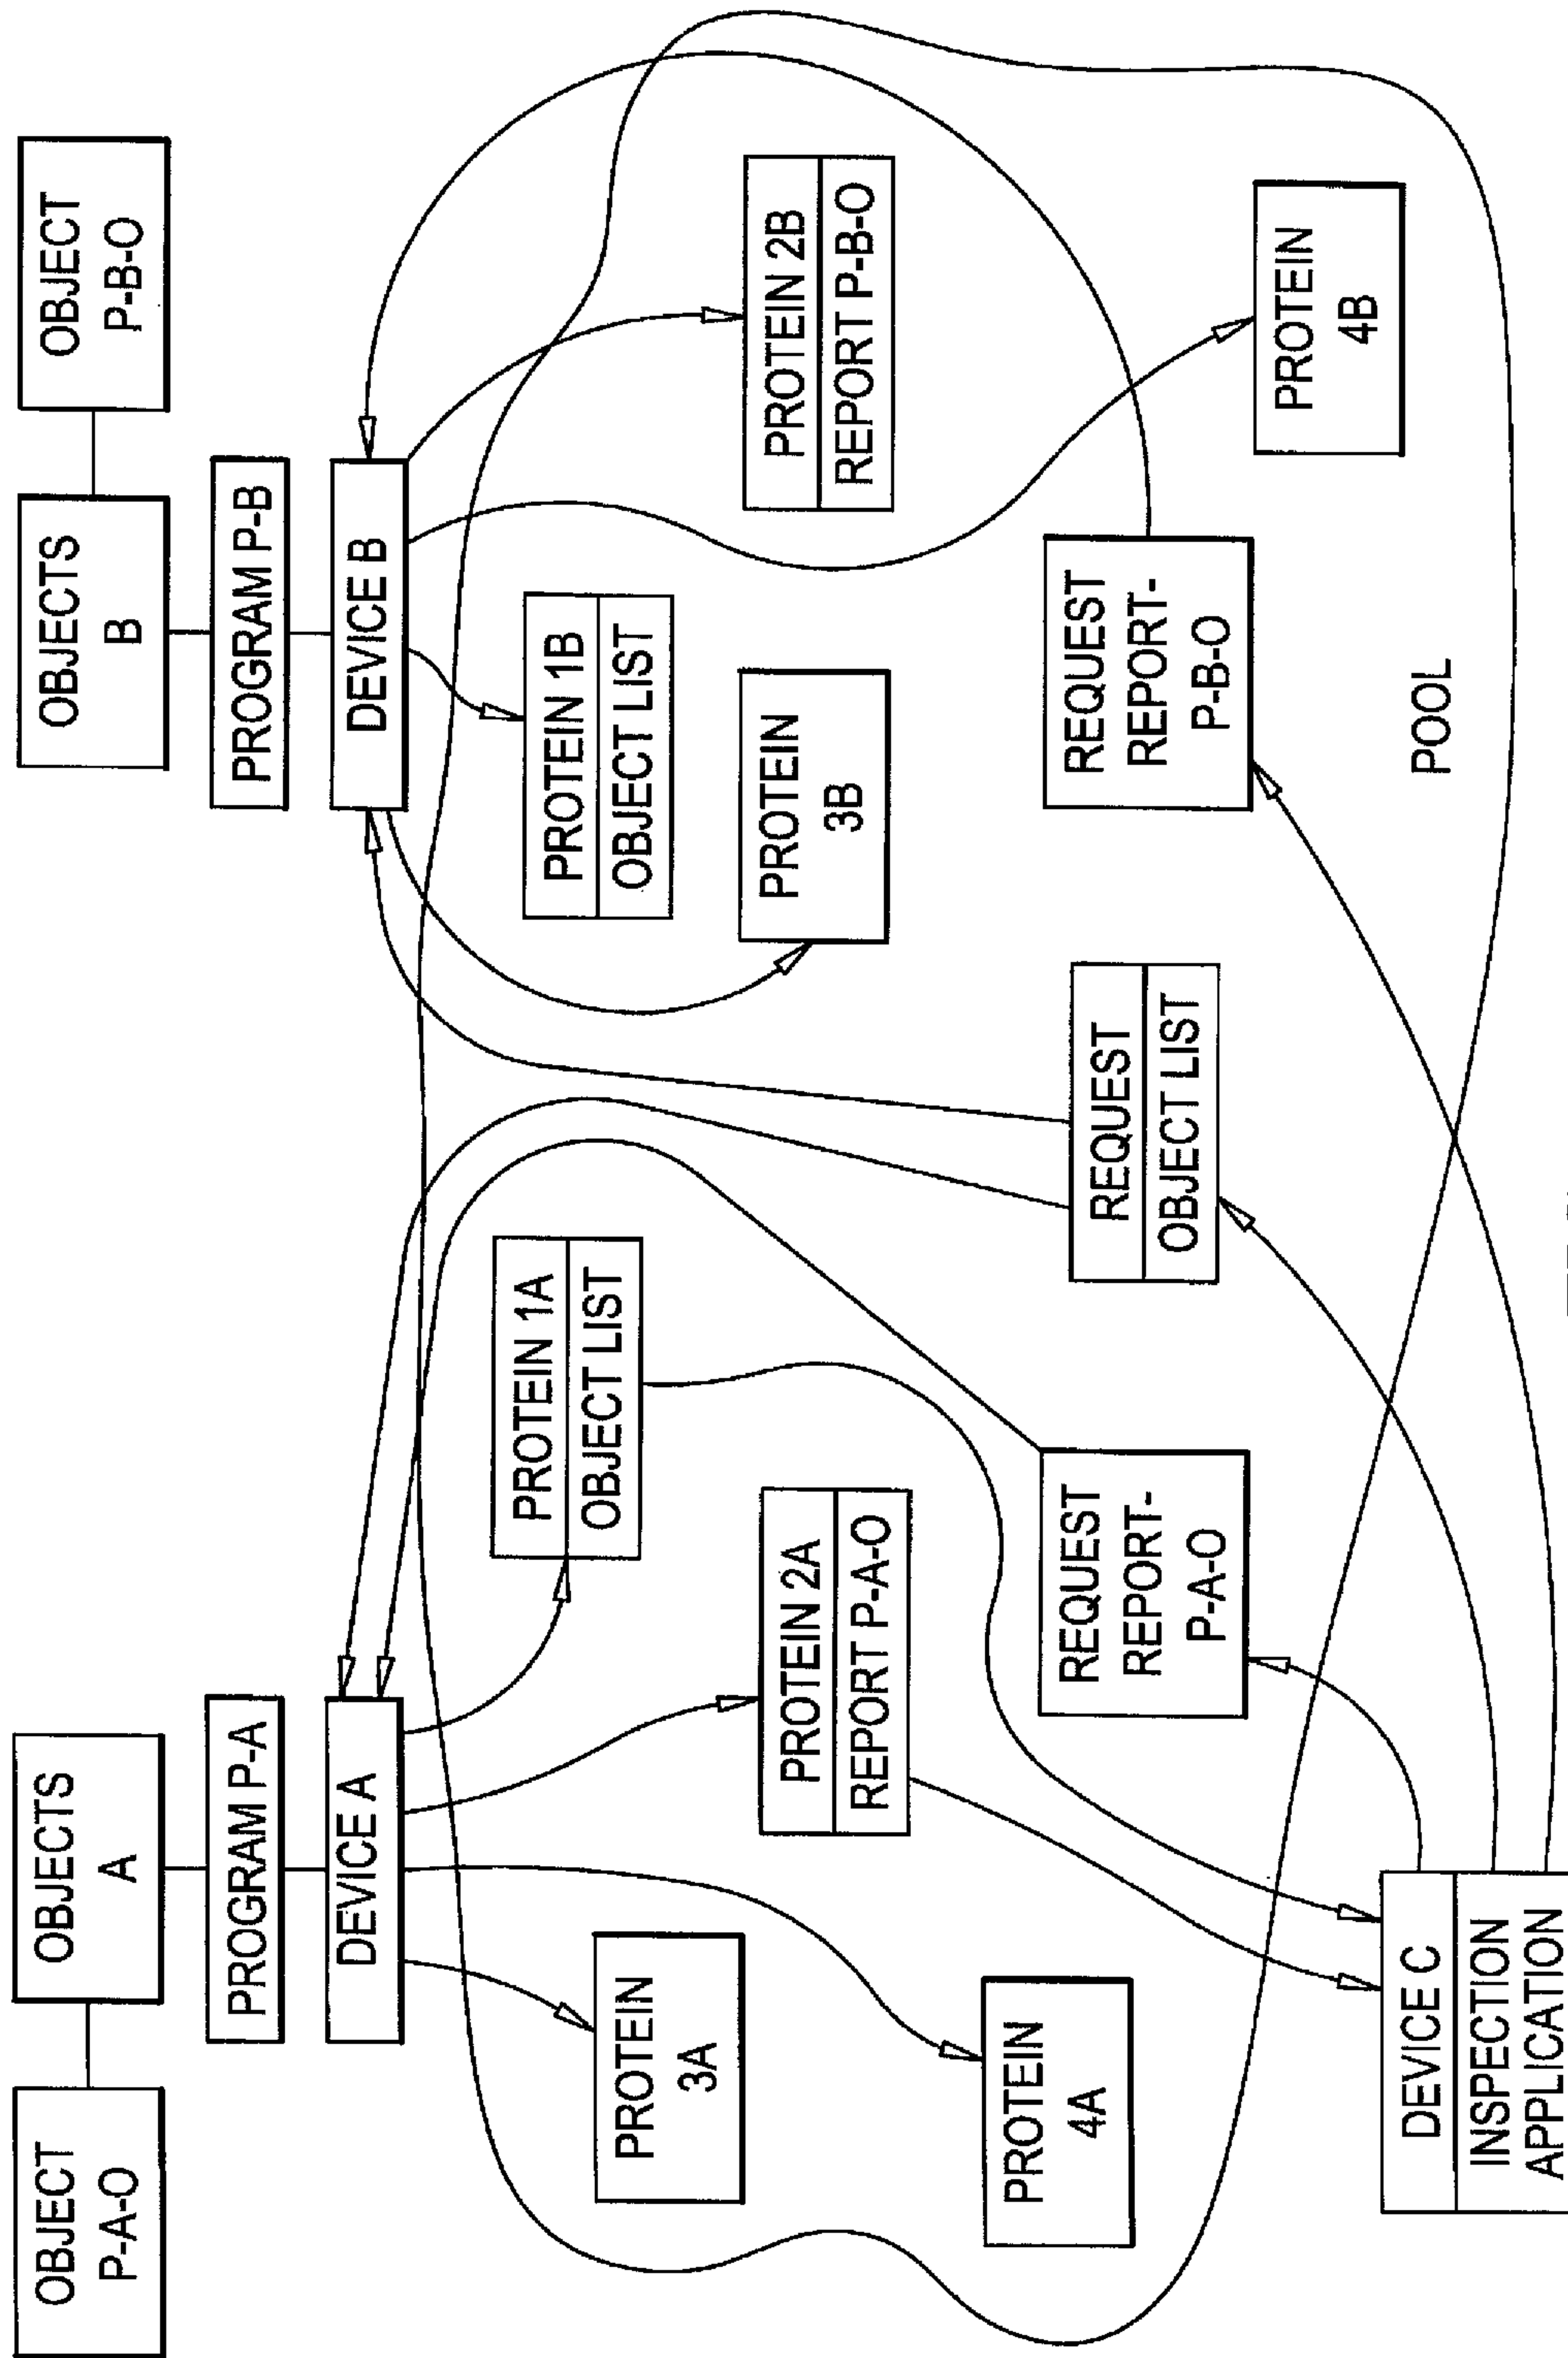 OBJECT
P-A-O
OBJECTS
A
PROGRAM P-A
DEVICE A
OBJECTS
B
OBJECT
P-B-O
PROGRAM P-B
DEVICE B
PROTEIN 1A
OBJECT LIST
PROTEIN 1B
OBJECT LIST
PROTEIN
3A
PROTEIN 2A
REPORT P-A-O
PROTEIN
3B
PROTEIN 2B
REPORT P-B-O
PROTEIN
4A
REQUEST
REPORT-
P-A-O
REQUEST
OBJECT LIST
REQUEST
REPORT-
P-B-O
PROTEIN
4B
DEVICE C
INSPECTION
APPLICATION
POOL